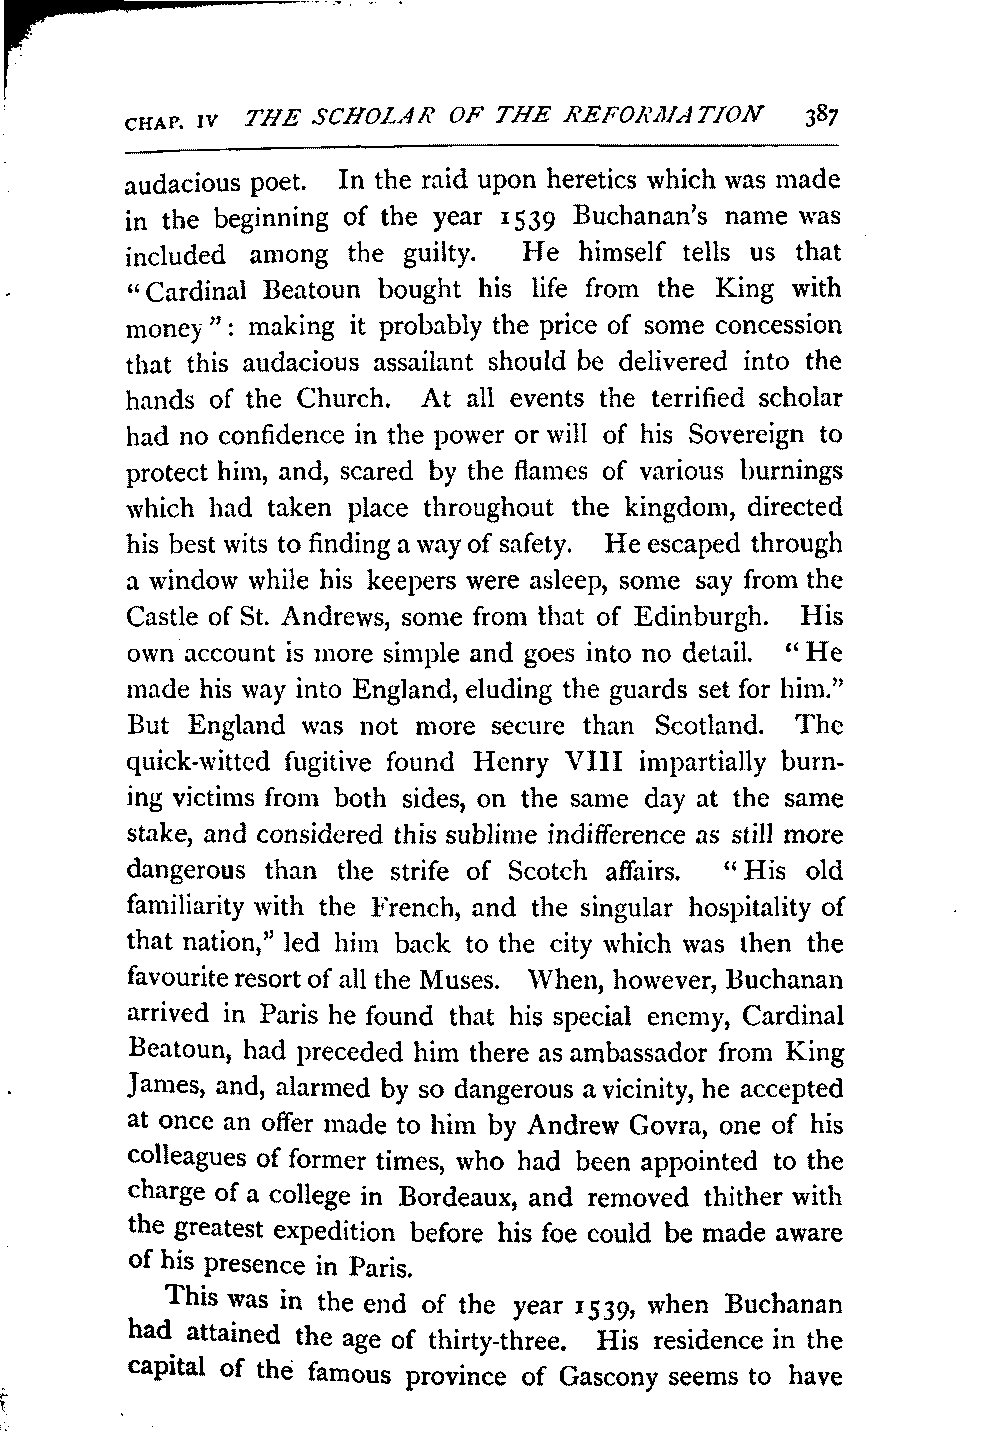 CHAP. IV THE SCHOLAR OF THE REFORMATION 387
audacious poet. In the raid upon heretics which was made
in the beginning of the year 1539 Buchanan's name was
included among the guilty. He himself tells us that
“Cardinal Beatoun bought his life from the King with
money”: making it probably the price of some concession
that this audacious assailant should be delivered into the
hands of the Church. At all events the terrified scholar
had no confidence in the power or will of his Sovereign to
protect him, and, scared by the flames of various burnings
which had taken place throughout the kingdom, directed
his best wits to finding a way of safety. He escaped through
a window while his keepers were asleep, some say from the
Castle of St. Andrews, some from that of Edinburgh. His
own account is more simple and goes into no detail. “He
made his way into England, eluding the guards set for him.”
But England was not more secure than Scotland. The
quick-witted fugitive found Henry VIII impartially burn-
ing victims from both sides, on the same day at the same
stake, and considered this sublime indifference as still more
dangerous than the strife of Scotch affairs. “His old
familiarity with the French, and the singular hospitality of
that nation,” led him back to the city which was then the
favourite resort of all the Muses. When, however, Buchanan
arrived in Paris he found that his special enemy, Cardinal
Beatoun, had preceded him there as ambassador from King
James, and, alarmed by so dangerous a vicinity, he accepted
at once an offer made to him by Andrew Govra, one of his
colleagues of former times, who had been appointed to the
charge of a college in Bordeaux, and removed thither with
the greatest expedition before his foe could be made aware
of his presence in Paris.
This was in the end of the year 1539, when Buchanan
had attained the age of thirty-three. His residence in the
capital of the famous province of Gascony seems to have